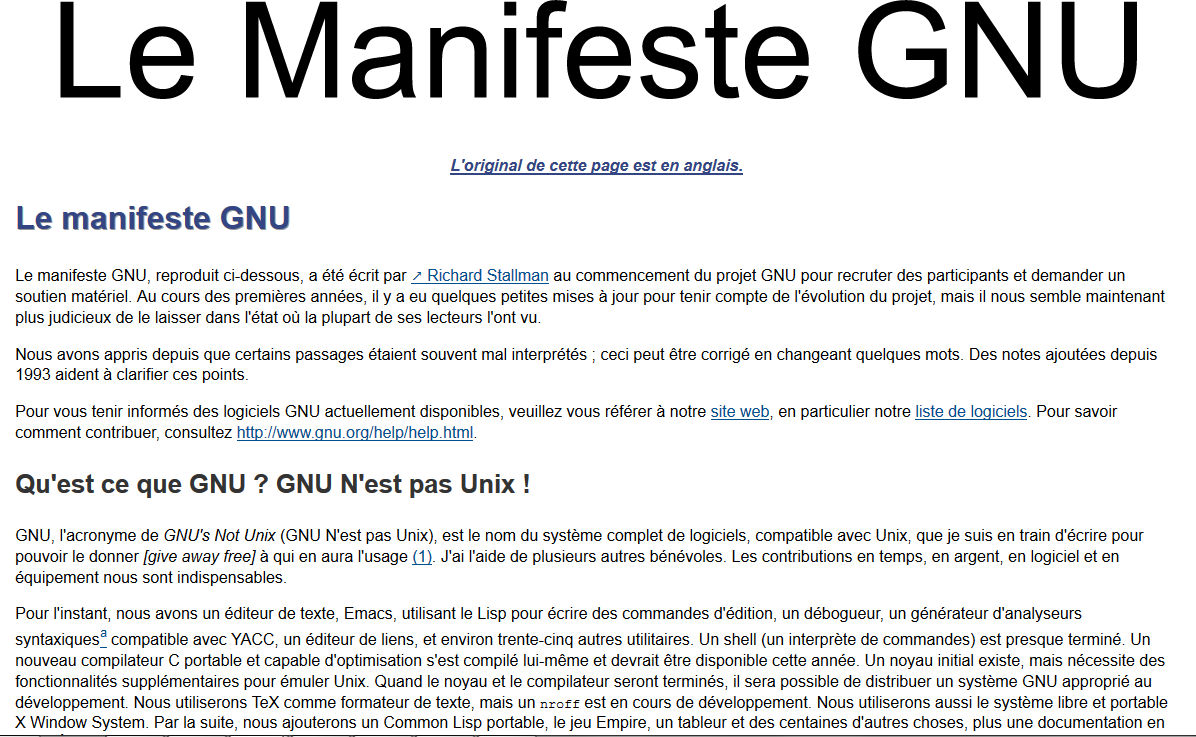 Le Manifeste GNU
L'original de cette page est en anglais.
Le manifeste GNU
Le manifeste GNU, reproduit ci-dessous, a été écrit par ↗ Richard Stallman au commencement du projet GNU pour recruter des participants et demander un
soutien matériel. Au cours des premières années, il y a eu quelques petites mises à jour pour tenir compte de l'évolution du projet, mais il nous semble maintenant
plus judicieux de le laisser dans l'état où la plupart de ses lecteurs l'ont vu.
Nous avons appris depuis que certains passages étaient souvent mal interprétés ; ceci peut être corrigé en changeant quelques mots. Des notes ajoutées depuis
1993 aident à clarifier ces points.
Pour vous tenir informés des logiciels GNU actuellement disponibles, veuillez vous référer à notre site web, en particulier notre liste de logiciels. Pour savoir
comment contribuer, consultez http://www.gnu.org/help/help.html.
Qu'est ce que GNU ? GNU N'est pas Unix !
GNU, l'acronyme de GNU's Not Unix (GNU N'est pas Unix), est le nom du système complet de logiciels, compatible avec Unix, que je suis en train d'écrire pour
pouvoir le donner [give away free] à qui en aura l'usage (1). J'ai l'aide de plusieurs autres bénévoles. Les contributions en temps, en argent, en logiciel et en
équipement nous sont indispensables.
Pour l'instant, nous avons un éditeur de texte, Emacs, utilisant le Lisp pour écrire des commandes d'édition, un débogueur, un générateur d'analyseurs
syntaxiques a compatible avec YACC, un éditeur de liens, et environ trente-cinq autres utilitaires. Un shell (un interprète de commandes) est presque terminé. Un
nouveau compilateur C portable et capable d'optimisation s'est compilé lui-même et devrait être disponible cette année. Un noyau initial existe, mais nécessite des
fonctionnalités supplémentaires pour émuler Unix. Quand le noyau et le compilateur seront terminés, il sera possible de distribuer un système GNU approprié au
développement. Nous utiliserons TeX comme formateur de texte, mais un nroff est en cours de développement. Nous utiliserons aussi le système libre et portable
X Window System. Par la suite, nous ajouterons un Common Lisp portable, le jeu Empire, un tableur et des centaines d'autres choses, plus une documentation en